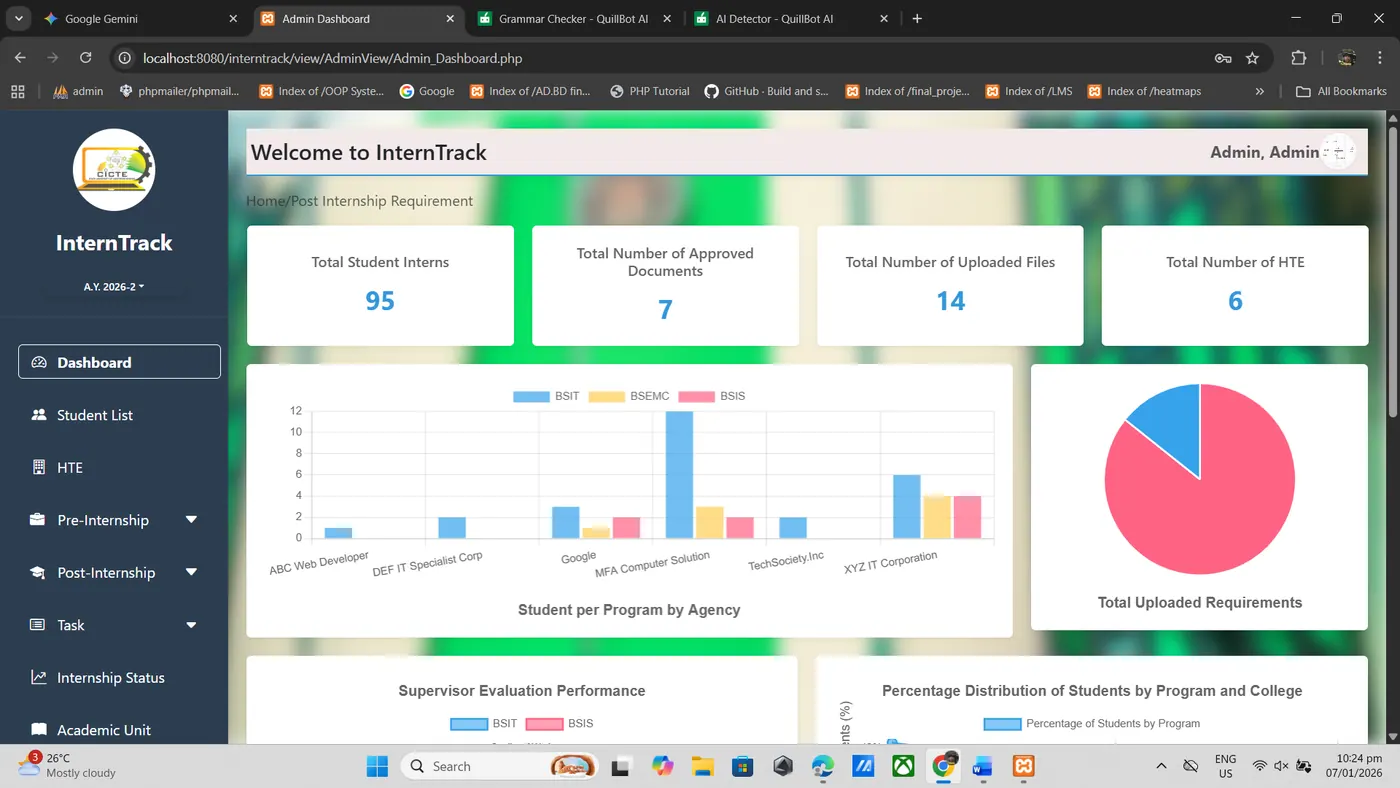 Google Gemini
Admin Dashboard
Grammar Checker - QuillBot AI
AI Detector - QuillBot AI
localhost:8080/interntrack/view/AdminView/Admin_Dashboard.php
admin
phpmailer/phpmail...
Index of /OOP Syste...
Google
Index of /AD.BD fin...
PHP Tutorial
GitHub - Build and s...
Index of /final_proje...
Index of /LMS
Index of /heatmaps
»
All Bookmarks
CICTE
InternTrack
A.Y. 2026-2
Dashboard
Student List
HTE
Pre-Internship
Post-Internship
Task
Internship Status
Academic Unit
Welcome to InternTrack
Admin, Admin
Home/Post Internship Requirement
Total Student Interns
95
Total Number of Approved
Documents
7
Total Number of Uploaded Files
14
Total Number of HTE
6
BSIT BSEMC BSIS
12
10
8
6
4
2
0
ABC Web Developer
DEF IT Specialist Corp
Google
MFA Computer Solution
TechSociety.Inc
XYZ IT Corporation
Student per Program by Agency
Total Uploaded Requirements
Supervisor Evaluation Performance
BSIT BSIS
Percentage Distribution of Students by Program and College
Percentage of Students by Program
(%)
3
26°C
Mostly cloudy
Search
ENG
US
10:24 pm
07/01/2026